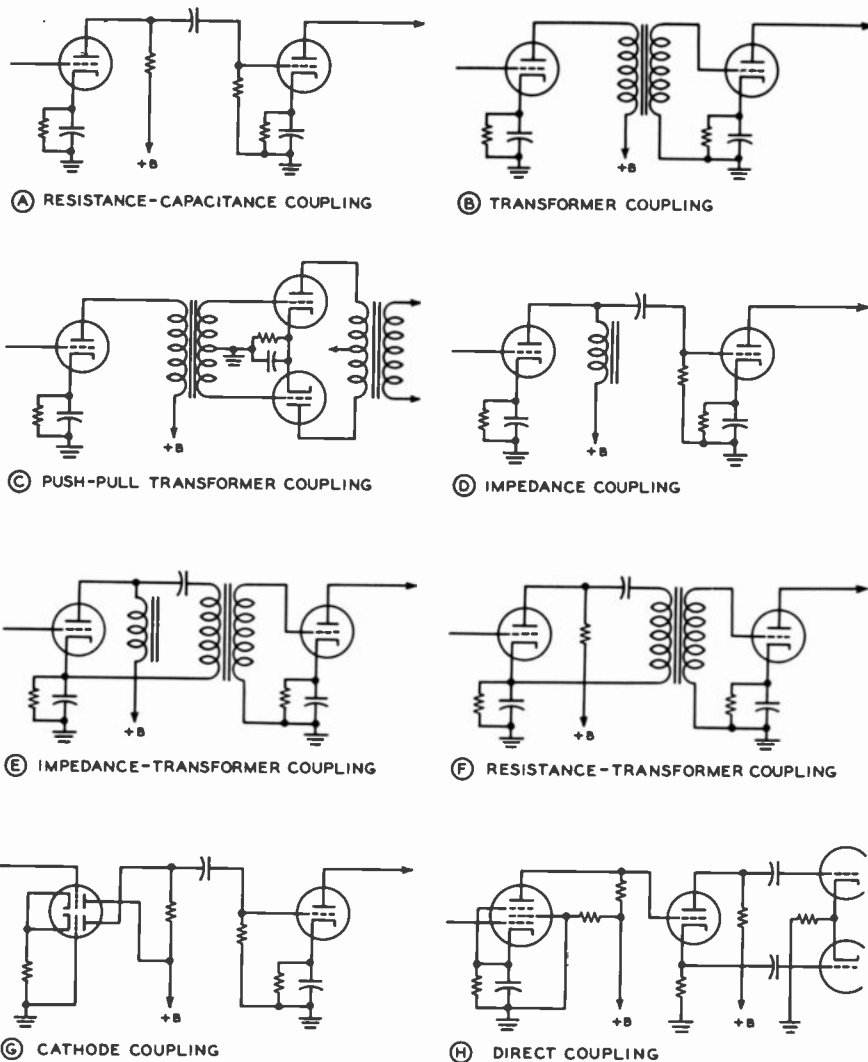 +B
Ⓐ RESISTANCE-CAPACITANCE COUPLING
+B
Ⓑ TRANSFORMER COUPLING
+B
Ⓒ PUSH-PULL TRANSFORMER COUPLING
+B
Ⓓ IMPEDANCE COUPLING
+B
Ⓔ IMPEDANCE-TRANSFORMER COUPLING
+B
Ⓕ RESISTANCE-TRANSFORMER COUPLING
+B
Ⓖ CATHODE COUPLING
+B +B
Ⓗ DIRECT COUPLING